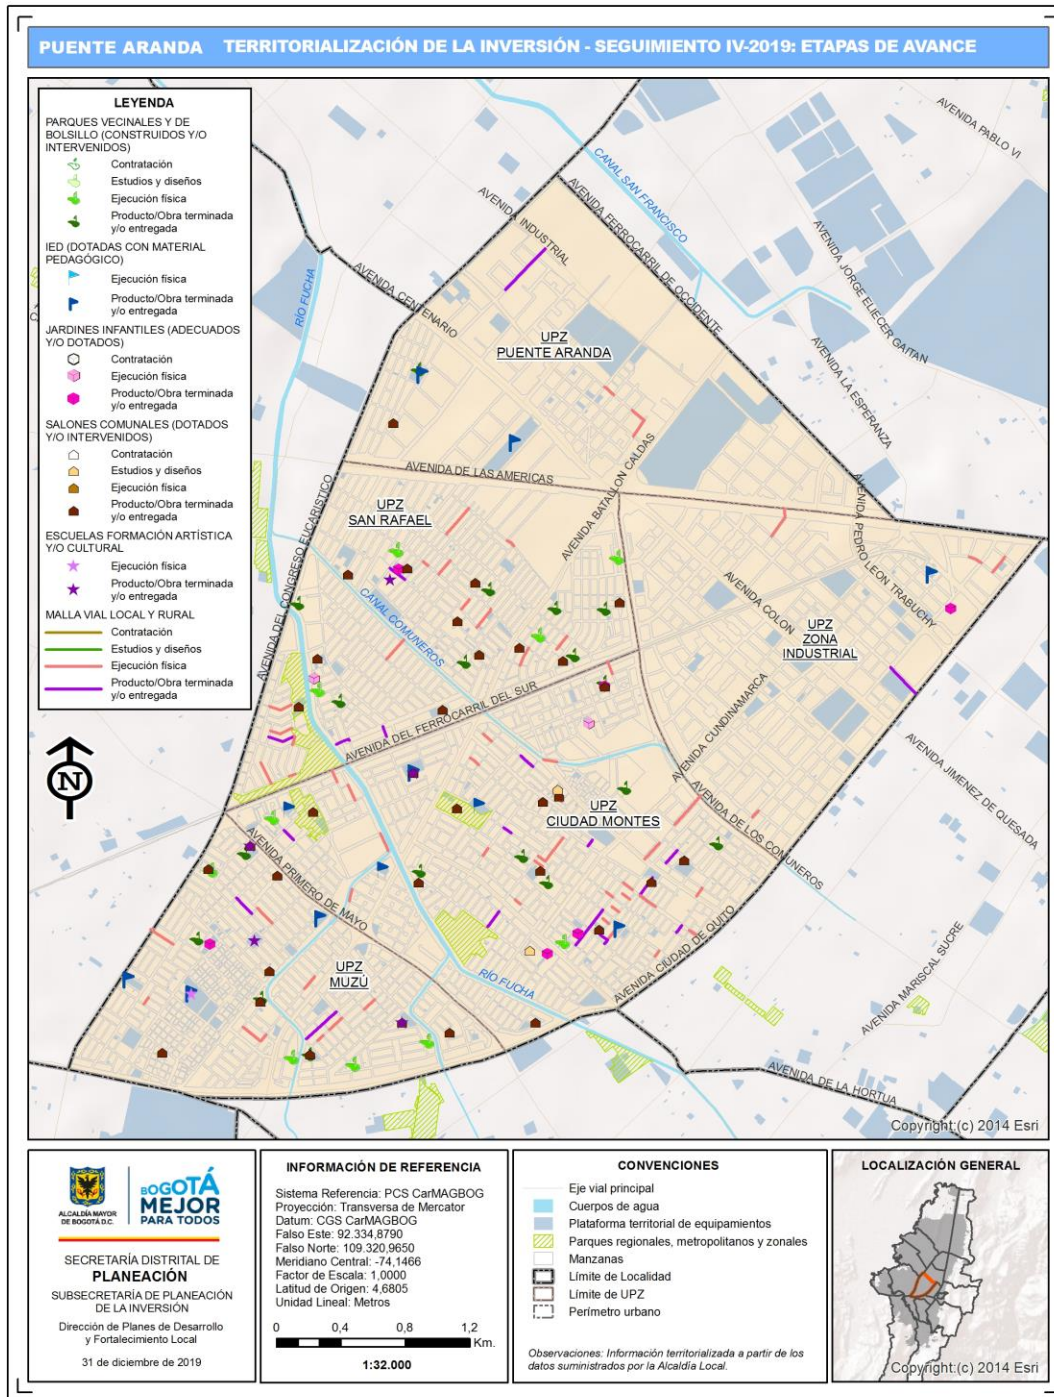 PUENTE ARANDA TERRITORIALIZACIÓN DE LA INVERSIÓN - SEGUIMIENTO IV-2019: ETAPAS DE AVANCE
LEYENDA
PARQUES VECINALES Y DE
BOLSILLO (CONSTRUIDOS Y/O
INTERVENIDOS)
Contratación
Estudios y diseños
Ejecución física
Producto/Obra terminada
y/o entregada
IED (DOTADAS CON MATERIAL
PEDAGÓGICO)
Ejecución física
Producto/Obra terminada
y/o entregada
JARDINES INFANTILES (ADECUADOS
Y/O DOTADOS)
Contratación
Ejecución física
Producto/Obra terminada
y/o entregada
SALONES COMUNALES (DOTADOS
Y/O INTERVENIDOS)
Contratación
Estudios y diseños
Ejecución física
Producto/Obra terminada
y/o entregada
ESCUELAS FORMACIÓN ARTÍSTICA
Y/O CULTURAL
Ejecución física
Producto/Obra terminada
y/o entregada
MALLA VIAL LOCAL Y RURAL
Contratación
Estudios y diseños
Ejecución física
Producto/Obra terminada
y/o entregada
N
AVENIDA PABLO VI
CANAL SAN FRANCISCO
AVENIDA INDUSTRIAL
AVENIDA FERROCARRIL DE OCCIDENTE
AVENIDA JORGE ELIECER GAITAN
RÍO FUCHA
AVENIDA CENTENARIO
UPZ
PUENTE ARANDA
AVENIDA LA ESPERANZA
AVENIDA DE LAS AMERICAS
AVENIDA BATALLON CALDAS
AVENIDA PEDRO LEON TRABUCHY
UPZ
SAN RAFAEL
AVENIDA DEL CONGRESO EUCARISTICO
CANAL COMUNEROS
AVENIDA COLON
UPZ
ZONA
INDUSTRIAL
AVENIDA DEL FERROCARRIL DEL SUR
AVENIDA CUNDINAMARCA
AVENIDA JIMENEZ DE QUESADA
UPZ
CIUDAD MONTES
AVENIDA DE LOS COMUNEROS
AVENIDA PRIMERO DE MAYO
AVENIDA CIUDAD DE QUITO
AVENIDA MARISCAL SUCRE
UPZ
MUZÚ
RÍO FUCHA
AVENIDA DE LA HORTUA
Copyright:(c) 2014 Esri
ALCALDÍA MAYOR
DE BOGOTÁ D.C.
BOGOTÁ
MEJOR
PARA TODOS
SECRETARÍA DISTRITAL DE
PLANEACIÓN
SUBSECRETARÍA DE PLANEACIÓN
DE LA INVERSIÓN
Dirección de Planes de Desarrollo
y Fortalecimiento Local
31 de diciembre de 2019
INFORMACIÓN DE REFERENCIA
Sistema Referencia: PCS CarMAGBOG
Proyección: Transversa de Mercator
Datum: CGS CarMAGBOG
Falso Este: 92.334,8790
Falso Norte: 109.320,9650
Meridiano Central: -74,1466
Factor de Escala: 1,0000
Latitud de Origen: 4,6805
Unidad Lineal: Metros
0 0,4 0,8 1,2
Km.
1:32.000
CONVENCIONES
Eje vial principal
Cuerpos de agua
Plataforma territorial de equipamientos
Parques regionales, metropolitanos y zonales
Manzanas
Límite de Localidad
Límite de UPZ
Perímetro urbano
Observaciones: Información territorializada a partir de los
datos suministrados por la Alcaldía Local.
LOCALIZACIÓN GENERAL
Copyright:(c) 2014 Esri